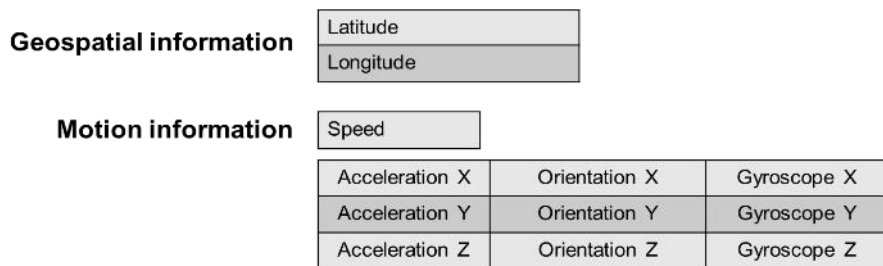 Geospatial information
Latitude
Longitude
Motion information
Speed
Acceleration X Orientation X Gyroscope X
Acceleration Y Orientation Y Gyroscope Y
Acceleration Z Orientation Z Gyroscope Z